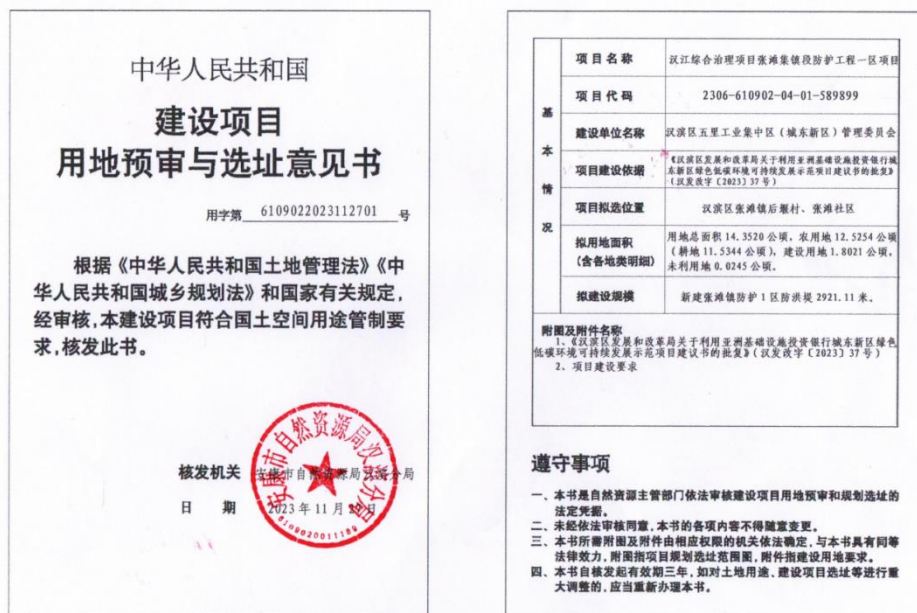 中华人民共和国
建设项目
用地预审与选址意见书
用字第 6109022023112701 号
根据《中华人民共和国土地管理法》《中
华人民共和国城乡规划法》和国家有关规定，
经审核，本建设项目符合国土空间用途管制要
求，核发此书。
核发机关 安康市自然资源局汉滨分局
日 期 2023年11月
安康市自然资源局汉滨分局
6109020011189
基本情况
项目名称 汉江综合治理项目张滩集镇段防护工程一区项目
项目代码 2306-610902-04-01-589899
建设单位名称 汉滨区五里工业集中区（城东新区）管理委员会
项目建设依据 《汉滨区发展和改革局关于利用亚洲基础设施投资银行城
东新区绿色低碳环境可持续发展示范项目建议书的批复》
（汉发改字〔2023〕37号）
项目拟选位置 汉滨区张滩镇后堰村、张滩社区
拟用地面积
（含各地类明细）
用地总面积14.3520公顷，农用地12.5254公顷
（耕地11.5344公顷），建设用地1.8021公顷，
未利用地0.0245公顷。
拟建设规模 新建张滩镇防护1区防洪堤2921.11米。
附图及附件名称
1、《汉滨区发展和改革局关于利用亚洲基础设施投资银行城东新区绿色
低碳环境可持续发展示范项目建议书的批复》（汉发改字〔2023〕37号）
2、项目建设要求
遵守事项
一、本书是自然资源主管部门依法审核建设项目用地预审和规划选址的
法定凭据。
二、未经依法审核同意，本书的各项内容不得随意变更。
三、本书所需附图及附件由相应权限的机关依法确定，与本书具有同等
法律效力，附图指项目规划选址范围图，附件指建设用地要求。
四、本书自核发起有效期三年，如对土地用途、建设项目选址等进行重
大调整的，应当重新办理本书。